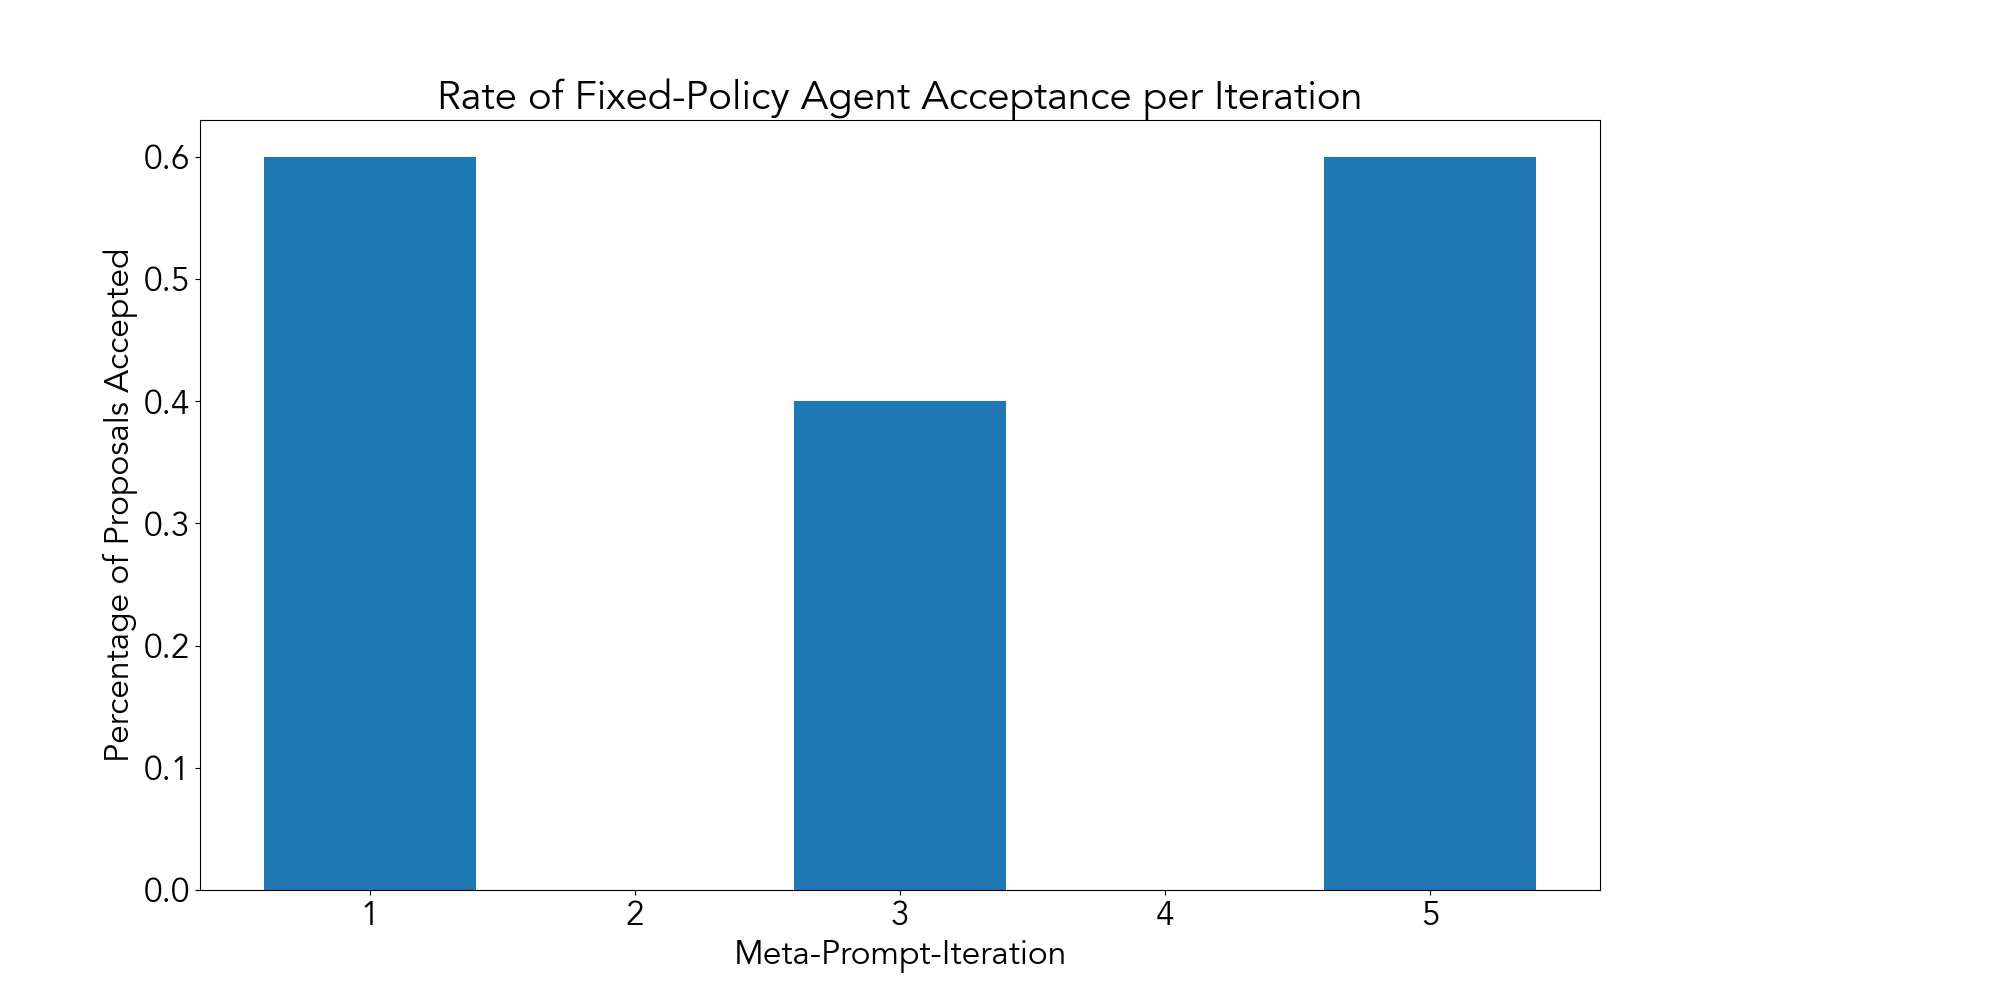 Rate of Fixed-Policy Agent Acceptance per Iteration
Percentage of Proposals Accepted
0.6
0.5
0.4
0.3
0.2
0.1
0.0
1 2 3 4 5
Meta-Prompt-Iteration